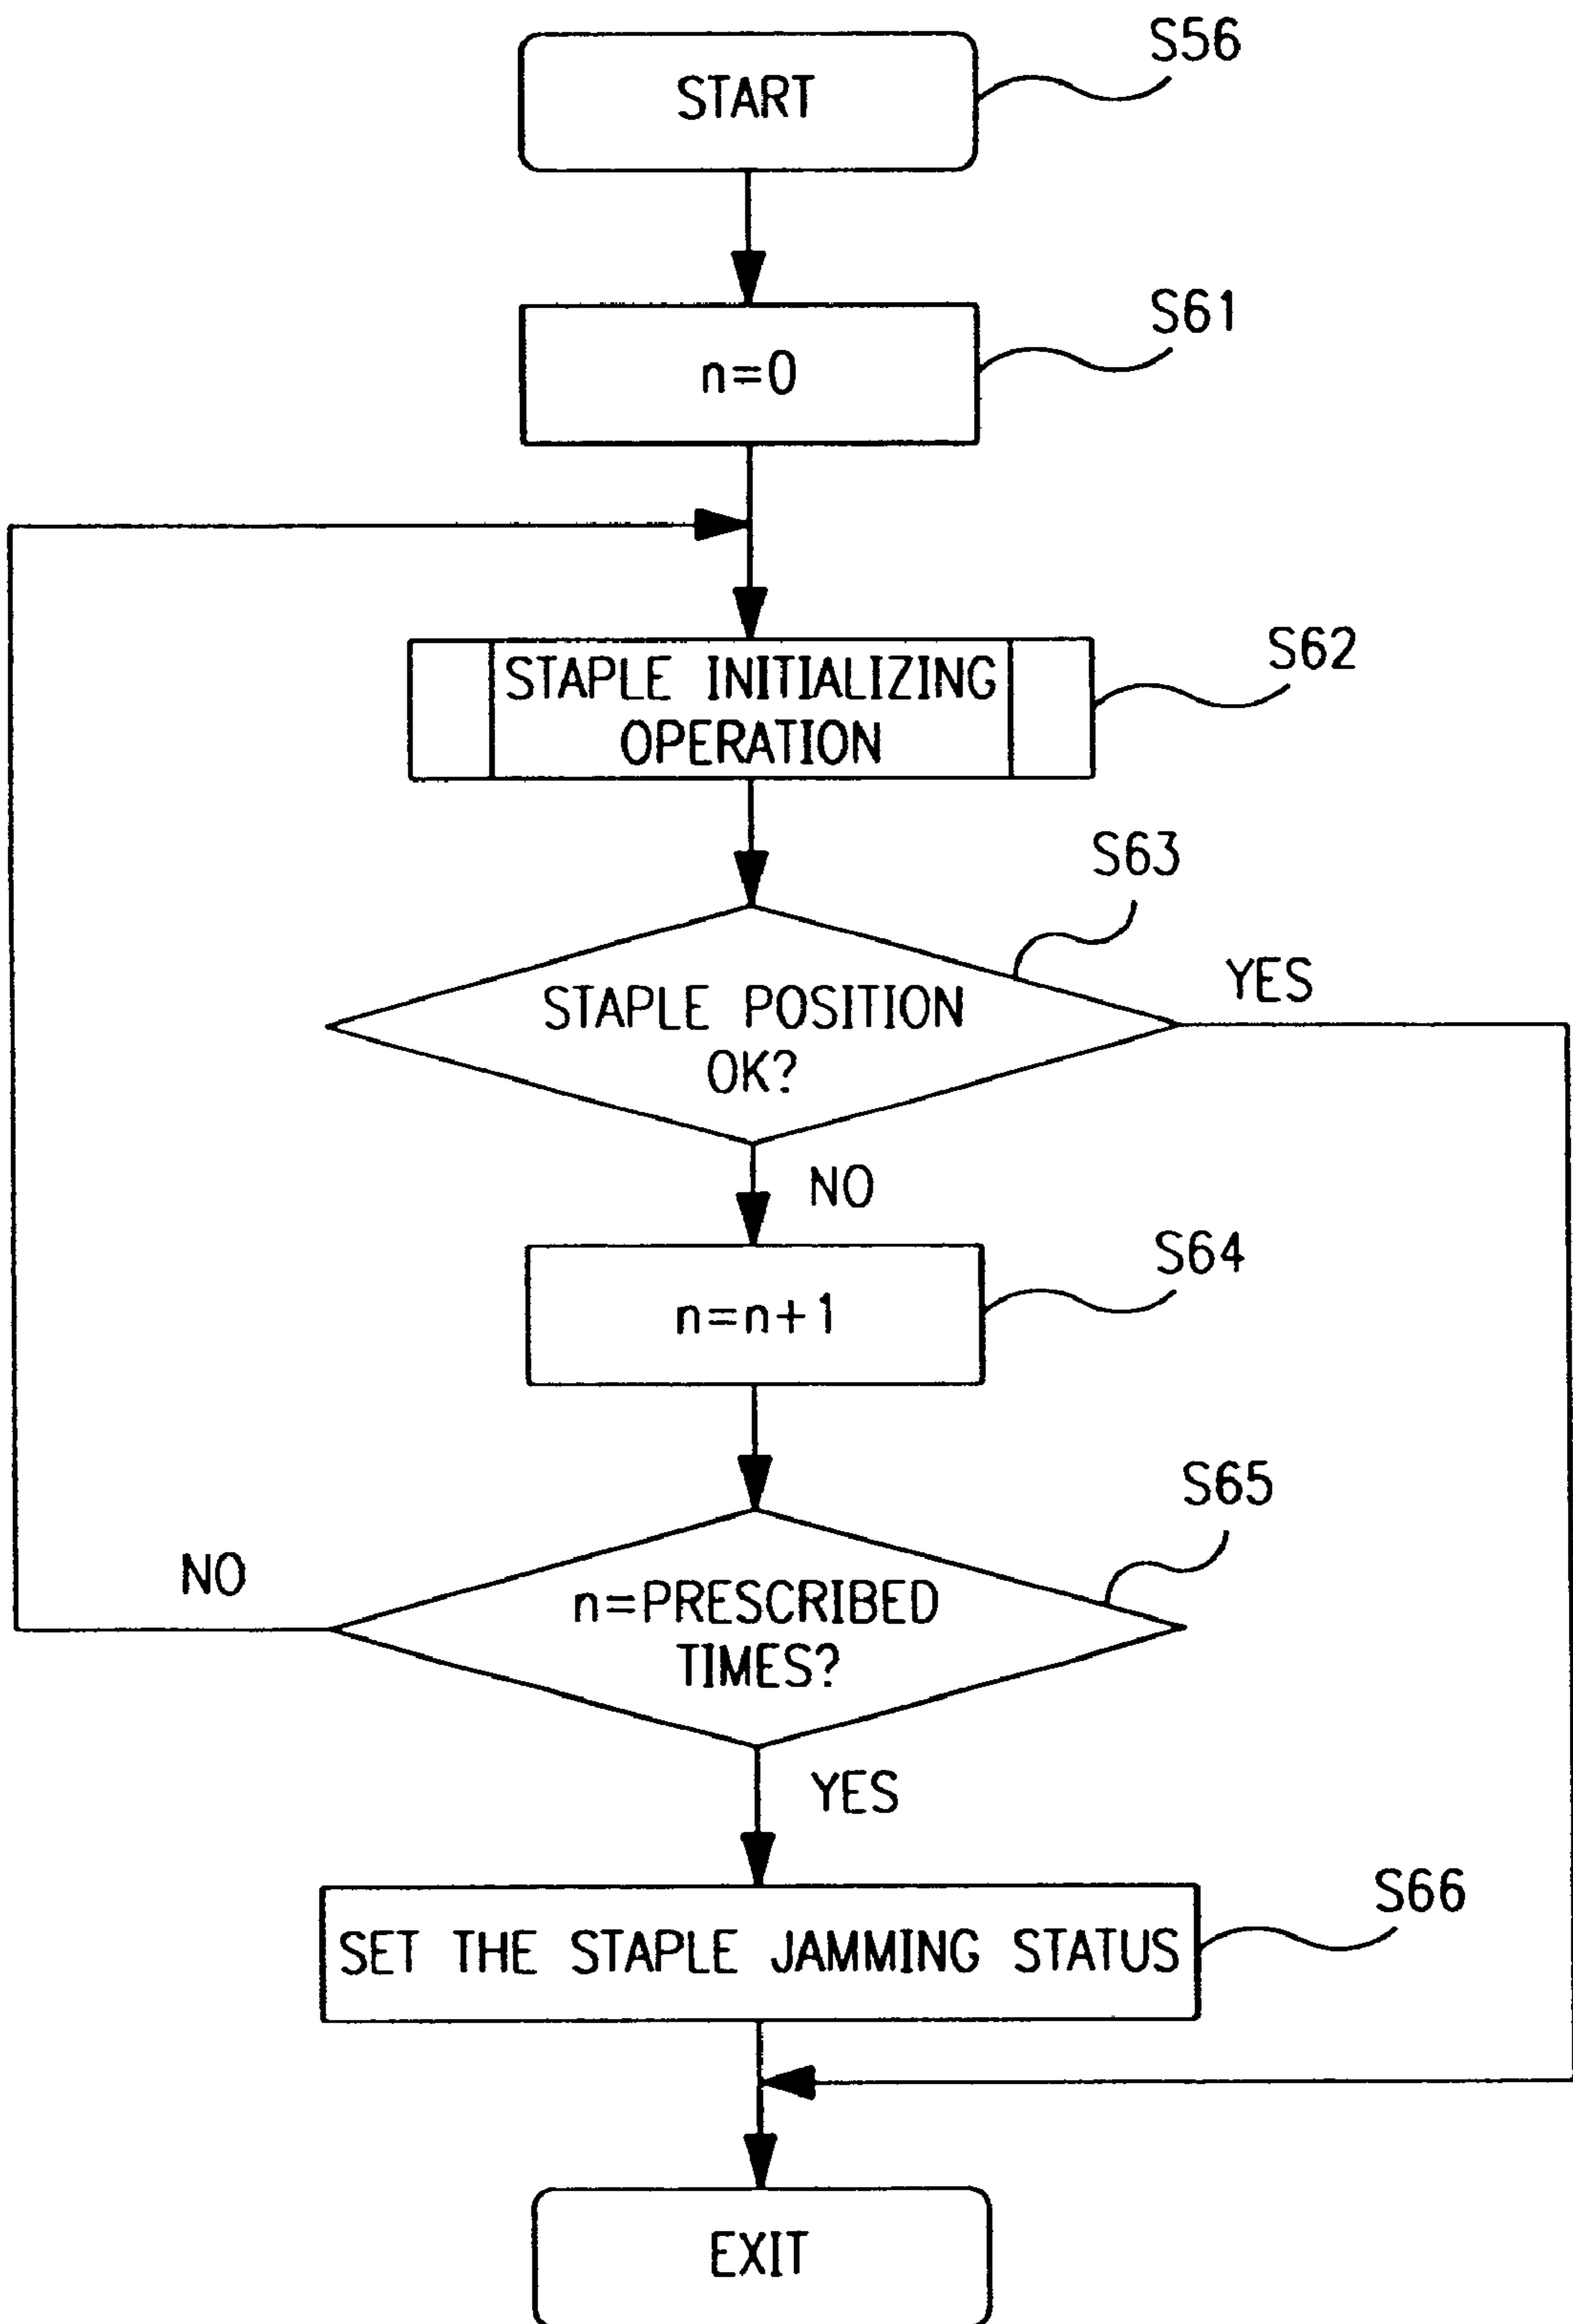 S56
START
S61
n=0
S62
STAPLE INITIALIZING
OPERATION
S63
YES
STAPLE POSITION
OK?
NO
S64
n=n+1
S65
NO
n=PRESCRIBED
TIMES?
YES
S66
SET THE STAPLE JAMMING STATUS
EXIT